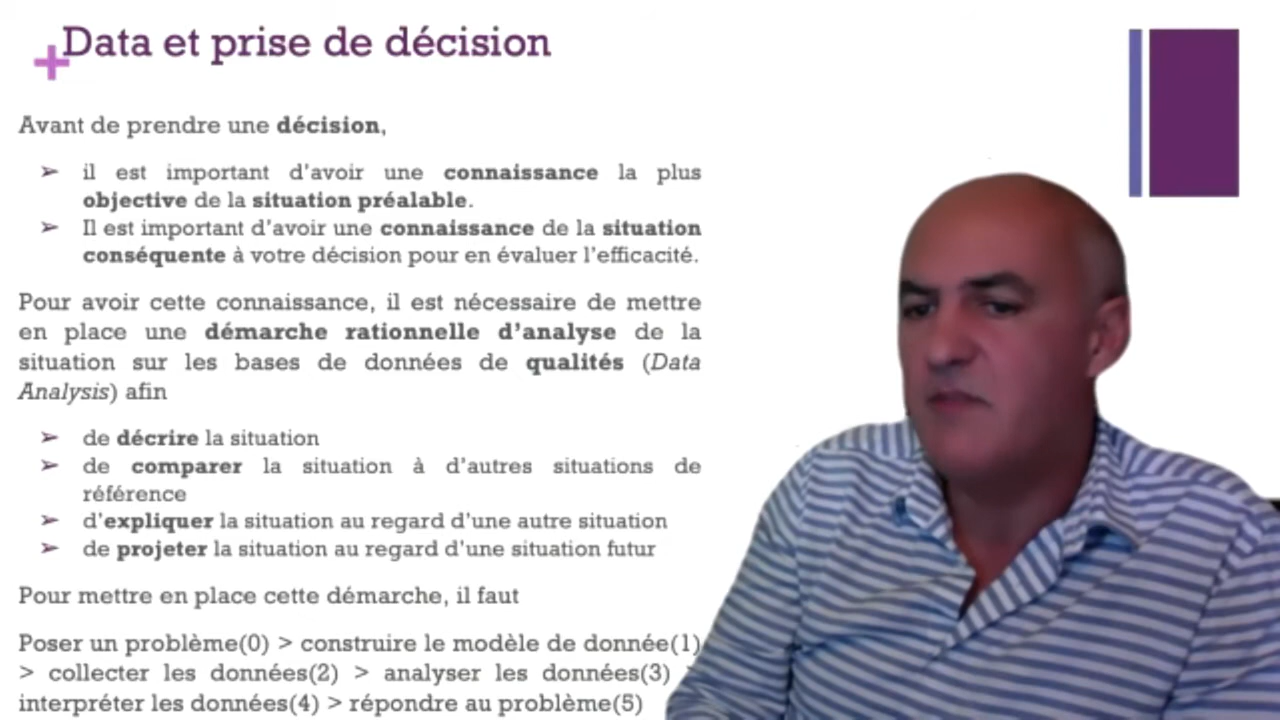 Data et prise de décision
Avant de prendre une décision,
➢ il est important d'avoir une connaissance la plus
objective de la situation préalable.
➢ Il est important d'avoir une connaissance de la situation
conséquente à votre décision pour en évaluer l'efficacité.
Pour avoir cette connaissance, il est nécessaire de mettre
en place une démarche rationnelle d'analyse de la
situation sur les bases de données de qualités (Data
Analysis) afin
➢ de décrire la situation
➢ de comparer la situation à d'autres situations de
référence
➢ d'expliquer la situation au regard d'une autre situation
➢ de projeter la situation au regard d'une situation futur
Pour mettre en place cette démarche, il faut
Poser un problème(0) > construire le modèle de donnée(1)
> collecter les données(2) > analyser les données(3) >
interpréter les données(4) > répondre au problème(5)